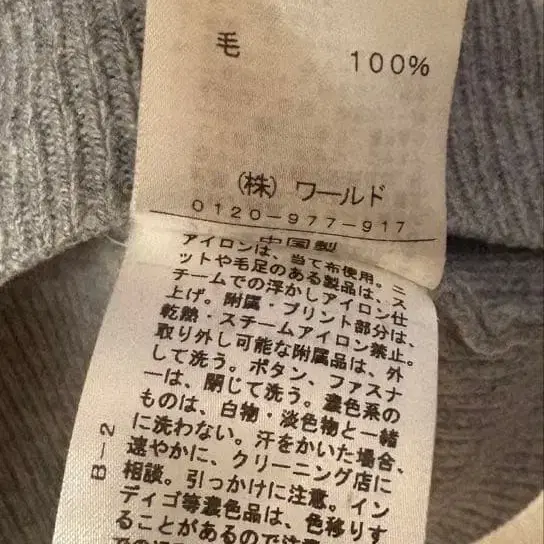 毛 100%
(株) ワールド
0120-977-917
中国製
アイロンは、当て布使用。ニ
ットや毛足のある製品は、ス
チームでの浮かしアイロン仕
上げ。附属・プリント部分は、
乾熱・スチームアイロン禁止。
取り外し可能な附属品は、外
して洗う。ボタン、ファスナ
ーは、閉じて洗う。濃色系の
ものは、白物・淡色物と一緒
に洗わない。汗をかいた場合、
速やかに、クリーニング店に
相談。引っかけに注意。イン
ディゴ等濃色品は、色移りす
ることがあるので注意
B-2